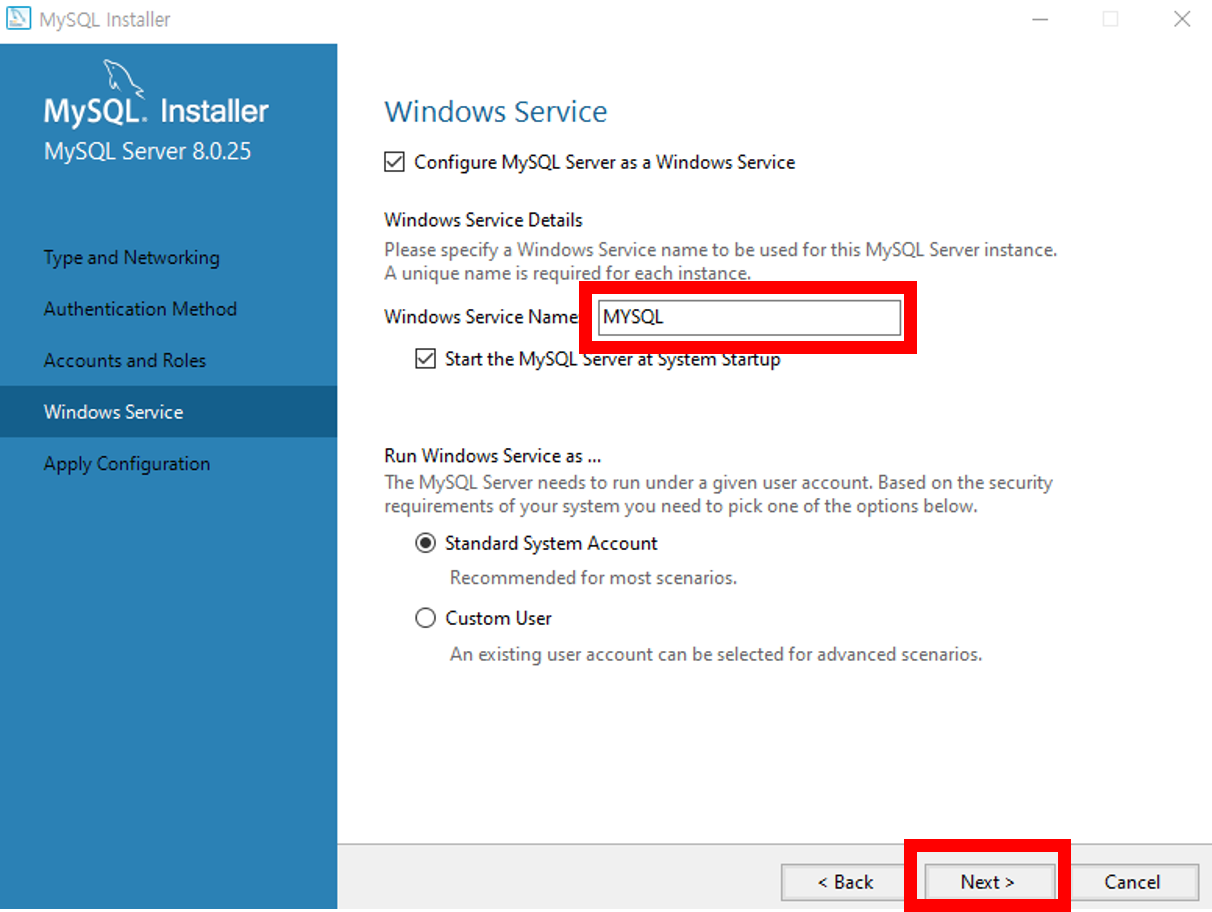 MySQL Installer
MySQL. Installer
MySQL Server 8.0.25
Type and Networking
Authentication Method
Accounts and Roles
Windows Service
Apply Configuration
Windows Service
Configure MySQL Server as a Windows Service
Windows Service Details
Please specify a Windows Service name to be used for this MySQL Server instance.
A unique name is required for each instance.
Windows Service Name: MYSQL
Start the MySQL Server at System Startup
Run Windows Service as ...
The MySQL Server needs to run under a given user account. Based on the security
requirements of your system you need to pick one of the options below.
Standard System Account
Recommended for most scenarios.
Custom User
An existing user account can be selected for advanced scenarios.
< Back
Next >
Cancel